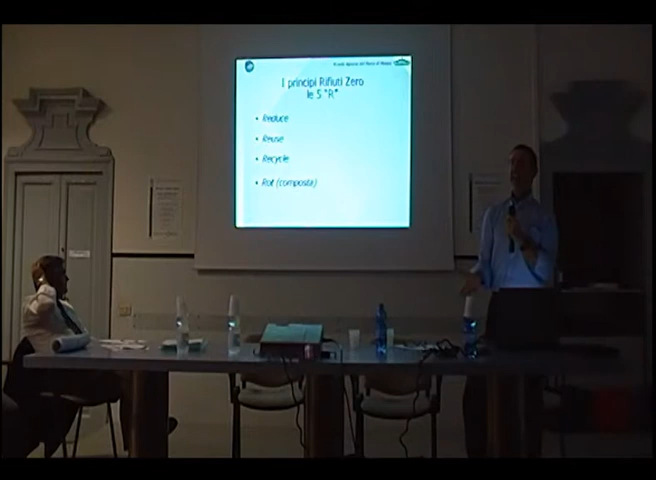 I principi Rifiuti Zero
le 5 "R"
• Reduce
• Reuse
• Recycle
• Rot (composta)